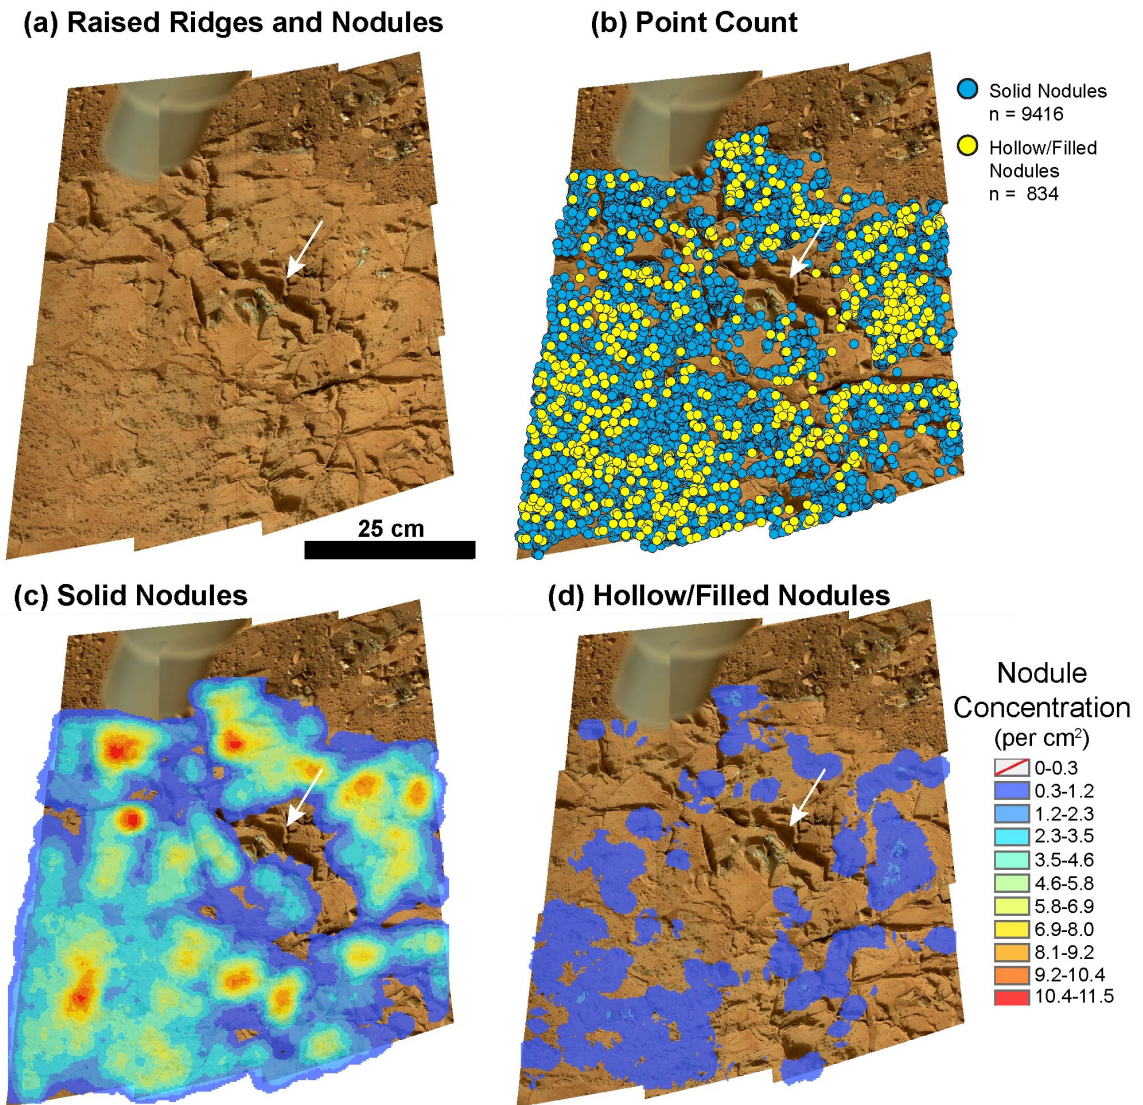 (a) Raised Ridges and Nodules
(b) Point Count
Solid Nodules
n = 9416
Hollow/Filled
Nodules
n = 834
25 cm
(c) Solid Nodules
(d) Hollow/Filled Nodules
Nodule
Concentration
(per cm²)
0-0.3
0.3-1.2
1.2-2.3
2.3-3.5
3.5-4.6
4.6-5.8
5.8-6.9
6.9-8.0
8.1-9.2
9.2-10.4
10.4-11.5